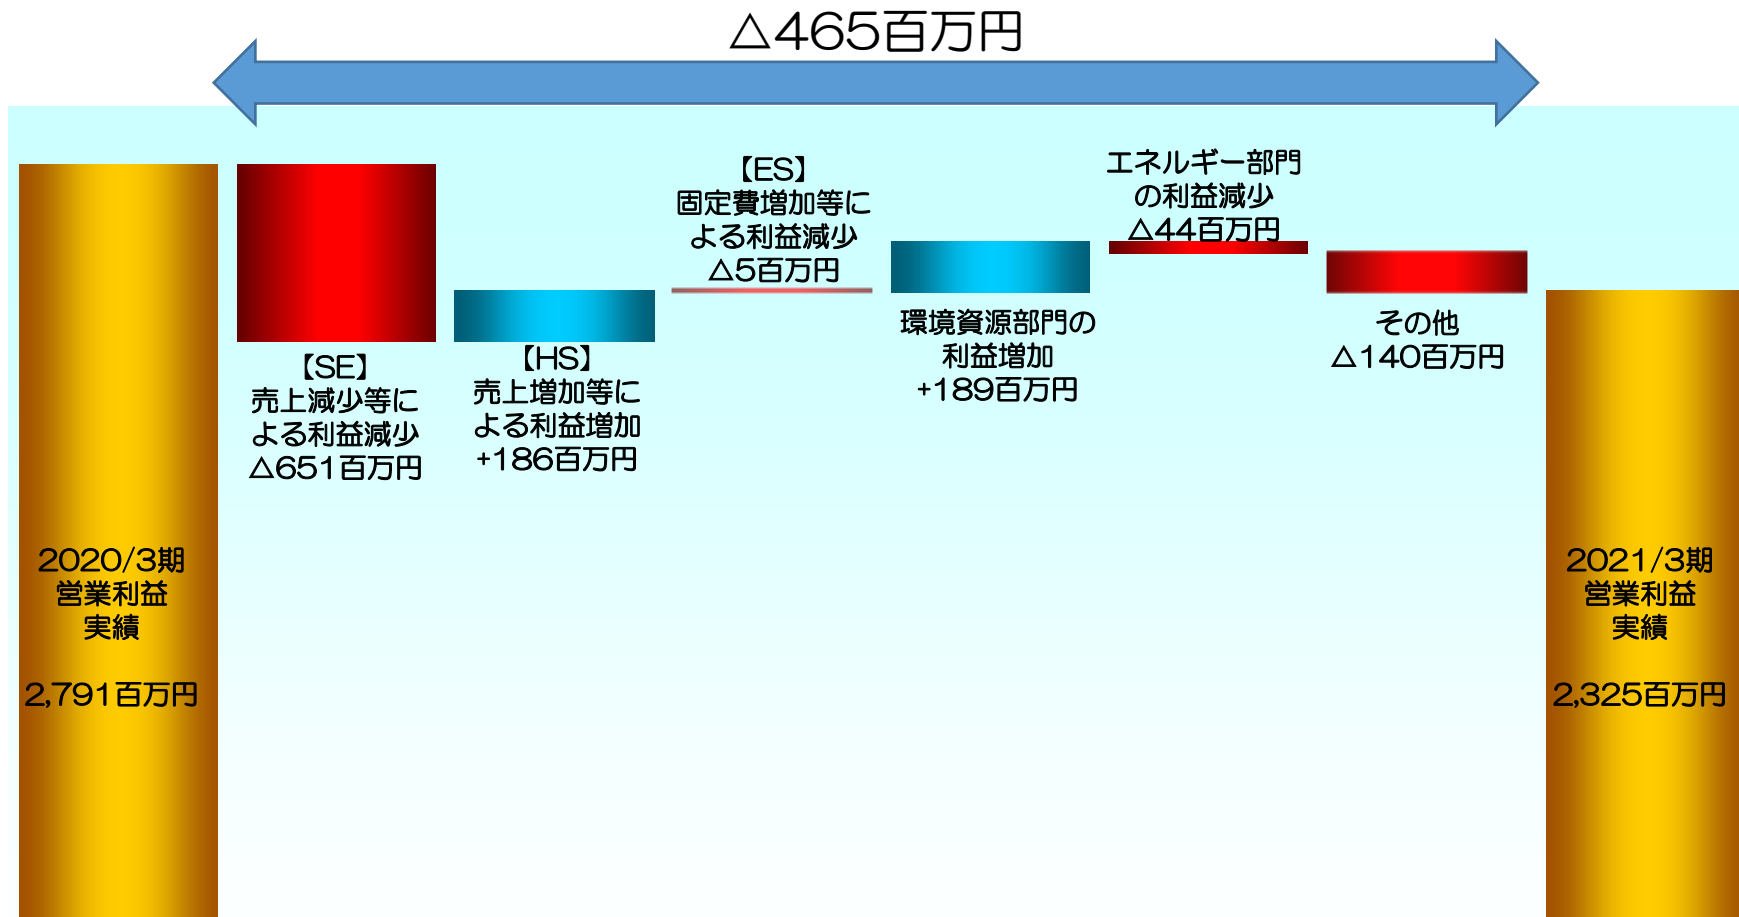 △465百万円
2020/3期
営業利益
実績
2,791百万円
【SE】
売上減少等に
よる利益減少
△651百万円
【HS】
売上増加等に
よる利益増加
+186百万円
【ES】
固定費増加等に
よる利益減少
△5百万円
環境資源部門の
利益増加
+189百万円
エネルギー部門
の利益減少
△44百万円
その他
△140百万円
2021/3期
営業利益
実績
2,325百万円